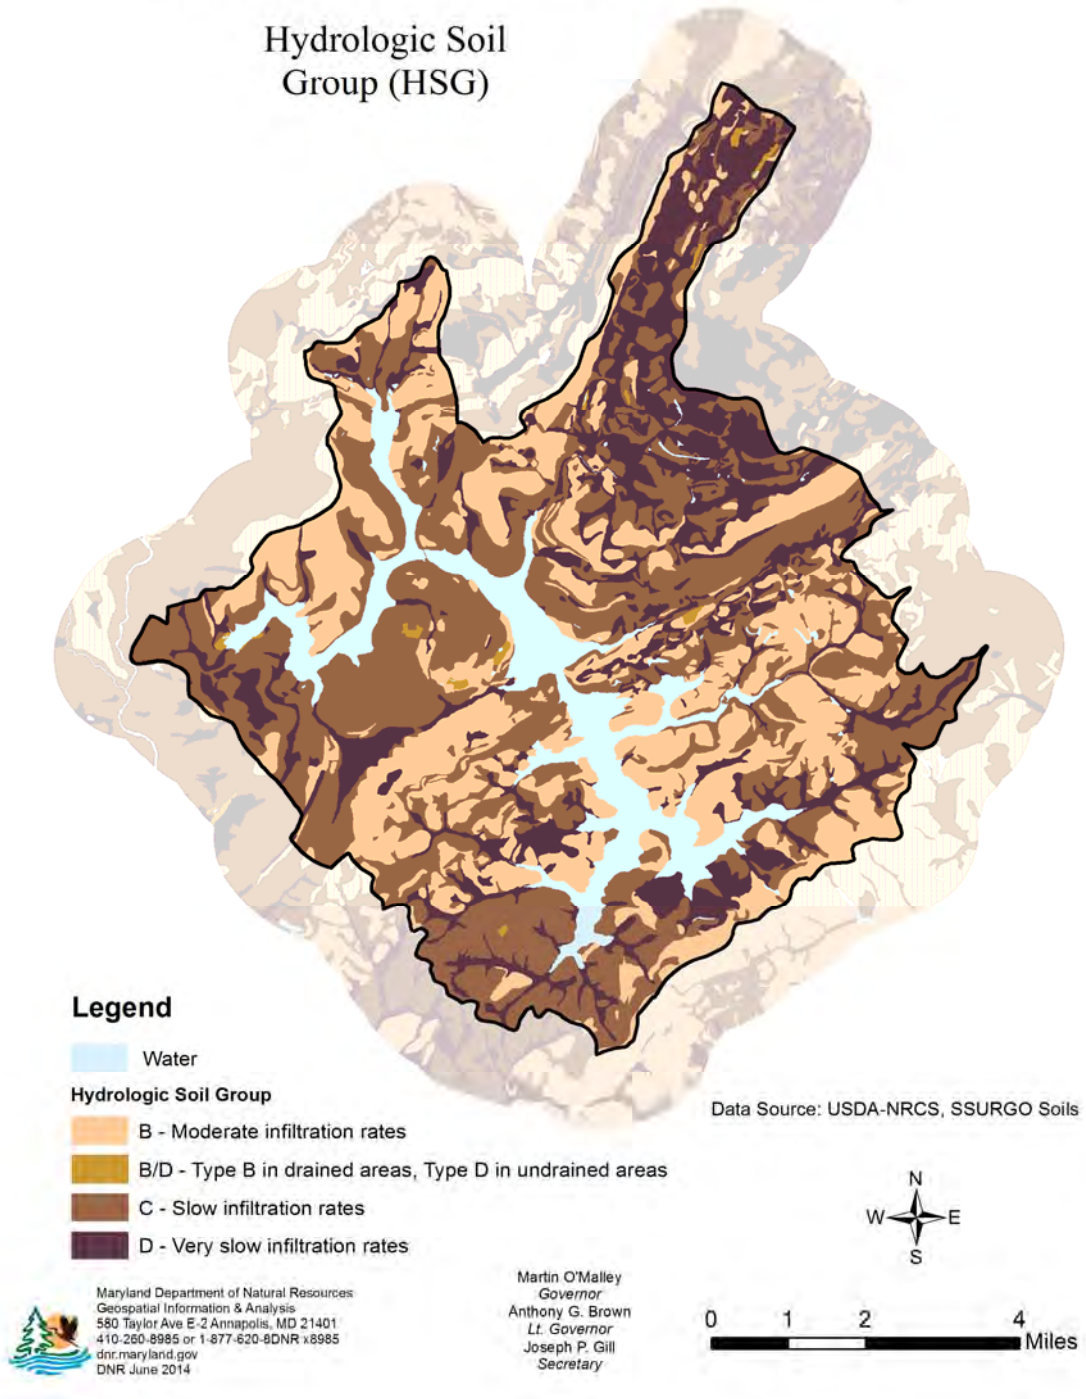 Hydrologic Soil
Group (HSG)
Legend
Water
Hydrologic Soil Group
B - Moderate infiltration rates
B/D - Type B in drained areas, Type D in undrained areas
C - Slow infiltration rates
D - Very slow infiltration rates
Data Source: USDA-NRCS, SSURGO Soils
N
W E
S
Maryland Department of Natural Resources
Geospatial Information & Analysis
580 Taylor Ave E-2 Annapolis, MD 21401
410-260-8985 or 1-877-620-8DNR x8985
dnr.maryland.gov
DNR June 2014
Martin O'Malley
Governor
Anthony G. Brown
Lt. Governor
Joseph P. Gill
Secretary
0 1 2 4
Miles